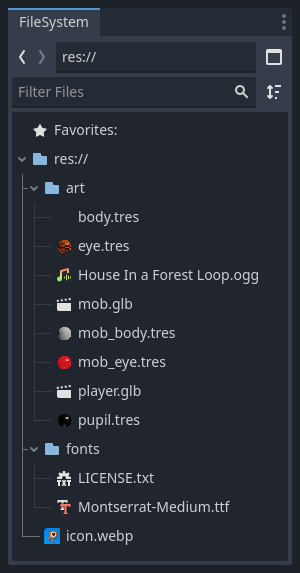 FileSystem
res://
Filter Files
Favorites:
res://
art
body.tres
eye.tres
House In a Forest Loop.ogg
mob.glb
mob_body.tres
mob_eye.tres
player.glb
pupil.tres
fonts
LICENSE.txt
Montserrat-Medium.ttf
icon.webp